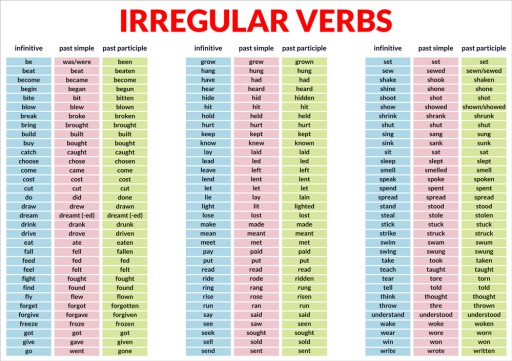 IRREGULAR VERBS
infinitive past simple past participle
be was/were been
beat beat beaten
become became become
begin began begun
bite bit bitten
blow blew blown
break broke broken
bring brought brought
build built built
buy bought bought
catch caught caught
choose chose chosen
come came come
cost cost cost
cut cut cut
do did done
draw drew drawn
dream dreamt (-ed) dreamt (-ed)
drink drank drunk
drive drove driven
eat ate eaten
fall fell fallen
feed fed fed
feel felt felt
fight fought fought
find found found
fly flew flown
forget forgot forgotten
forgive forgave forgiven
freeze froze frozen
got got got
give gave given
go went gone
infinitive past simple past participle
grow grew grown
hang hung hung
have had had
hear heard heard
hide hid hidden
hit hit hit
hold held held
hurt hurt hurt
keep kept kept
know knew known
lay laid laid
lead led led
leave left left
lend lent lent
let let let
lie lay lain
light lit lighted
lose lost lost
make made made
mean meant meant
meet met met
pay paid paid
put put put
read read read
ride rode ridden
ring rang rung
rise rose risen
run ran run
say said said
see saw seen
seek sought sought
sell sold sold
send sent sent
infinitive past simple past participle
set set set
sew sewed sewn/sewed
shake shook shaken
shine shone shone
shoot shot shot
show showed shown/showed
shrink shrank shrunk
shut shut shut
sing sang sung
sink sank sunk
sit sat sat
sleep slept slept
smell smelled smelled
speak spoke spoken
spend spent spent
spread spread spread
stand stood stood
steal stole stolen
stick stuck stuck
strike struck struck
swim swam swum
swing swung swung
take took taken
teach taught taught
tear tore torn
tell told told
think thought thought
throw thre thrown
understand understood understood
wake woke woken
wear wore worn
win won won
write wrote written